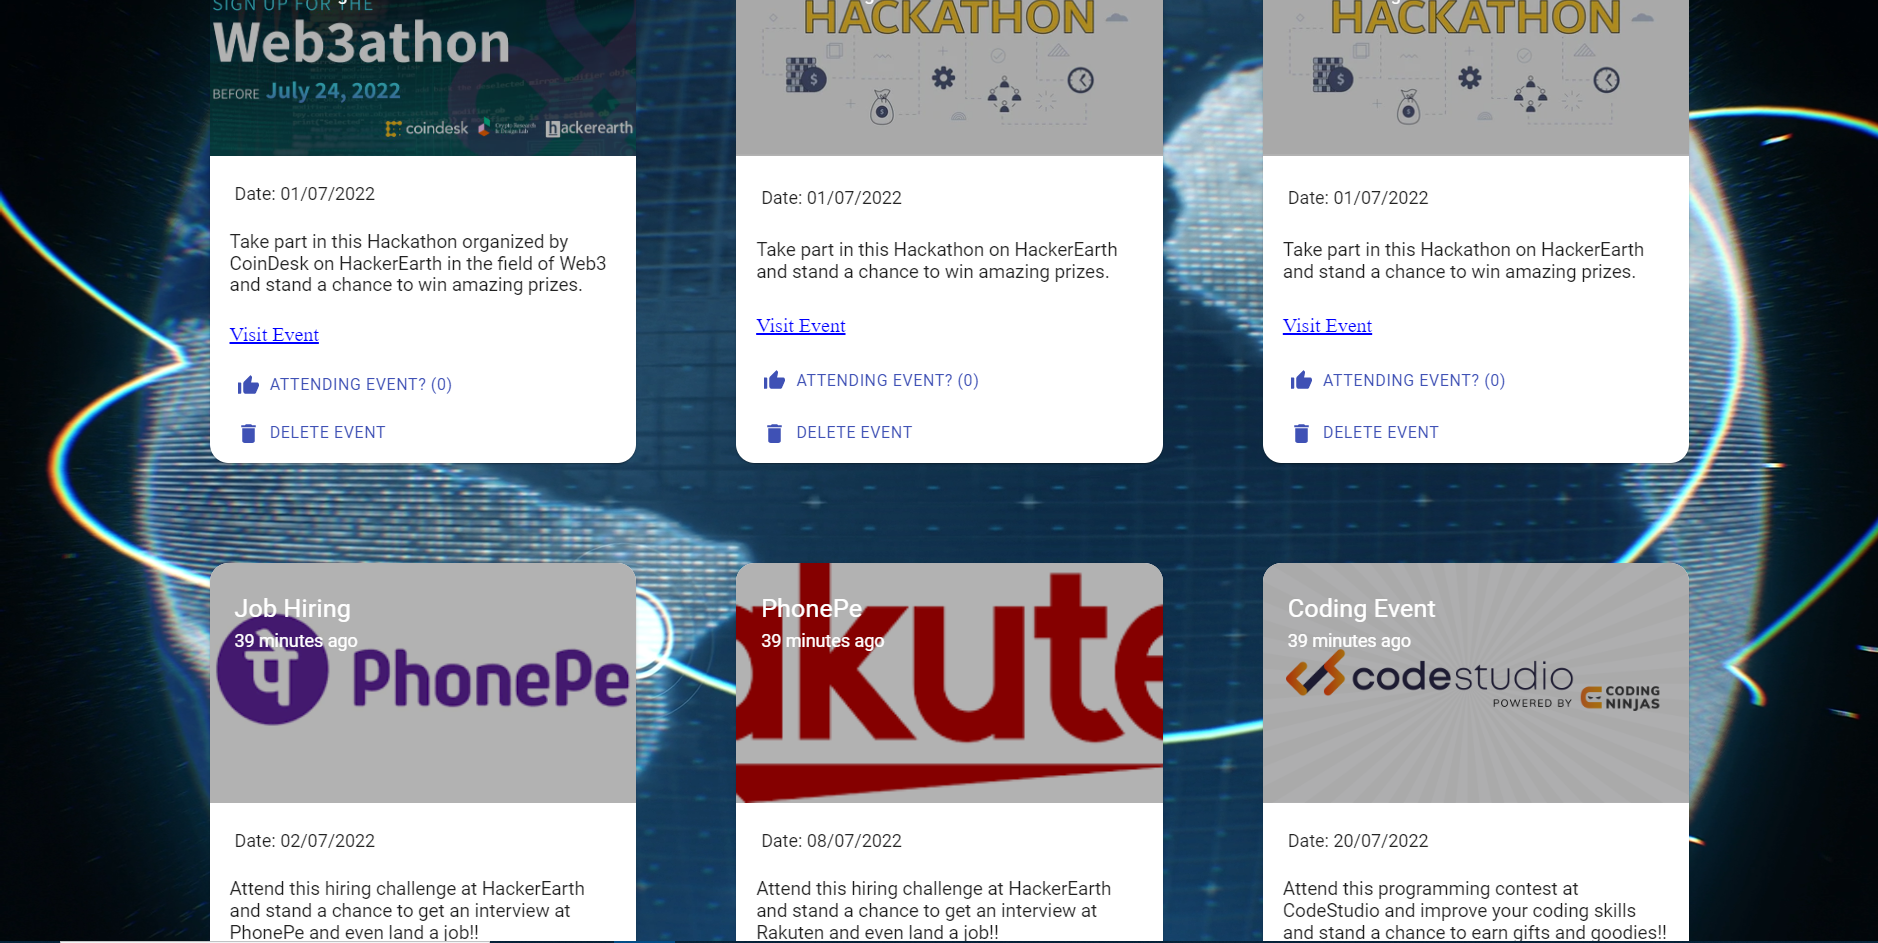 SIGN UP FOR THE
Web3athon
BEFORE July 24, 2022
coindesk Crypto Research & Design Lab hackerearth
Date: 01/07/2022
Take part in this Hackathon organized by
CoinDesk on HackerEarth in the field of Web3
and stand a chance to win amazing prizes.
Visit Event
ATTENDING EVENT? (0)
DELETE EVENT
HACKATHON
Date: 01/07/2022
Take part in this Hackathon on HackerEarth
and stand a chance to win amazing prizes.
Visit Event
ATTENDING EVENT? (0)
DELETE EVENT
HACKATHON
Date: 01/07/2022
Take part in this Hackathon on HackerEarth
and stand a chance to win amazing prizes.
Visit Event
ATTENDING EVENT? (0)
DELETE EVENT
Job Hiring
39 minutes ago
PhonePe
Date: 02/07/2022
Attend this hiring challenge at HackerEarth
and stand a chance to get an interview at
PhonePe and even land a job!!
PhonePe
39 minutes ago
akute
Date: 08/07/2022
Attend this hiring challenge at HackerEarth
and stand a chance to get an interview at
Rakuten and even land a job!!
Coding Event
39 minutes ago
codestudio
POWERED BY CODING NINJAS
Date: 20/07/2022
Attend this programming contest at
CodeStudio and improve your coding skills
and stand a chance to earn gifts and goodies!!